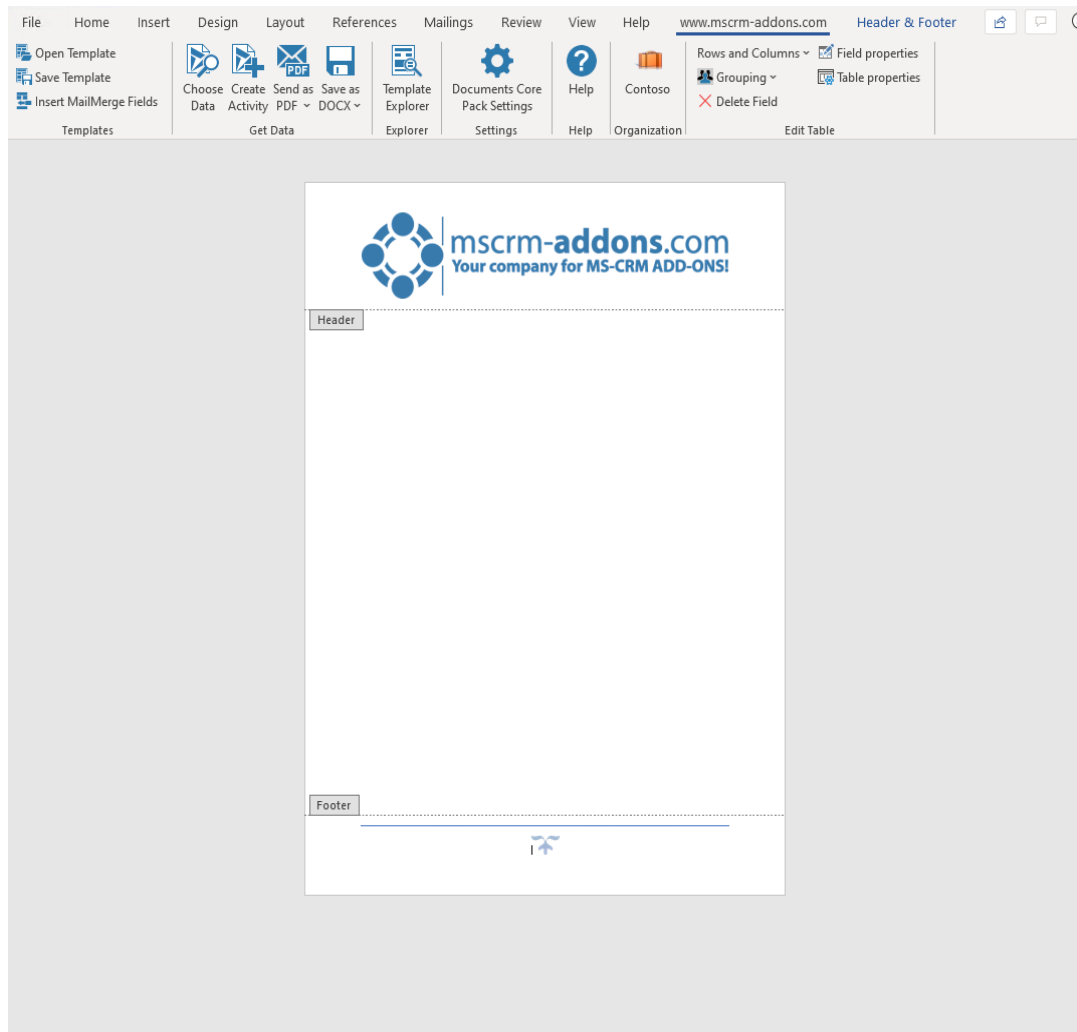 File Home Insert Design Layout References Mailings Review View Help www.mscrm-addons.com Header & Footer
Open Template
Save Template
Insert MailMerge Fields
Templates
Choose Data
Create Activity
Send as PDF
PDF
Save as DOCX
Get Data
Template Explorer
Explorer
Documents Core Pack Settings
Settings
Help
Help
Contoso
Organization
Rows and Columns
Grouping
Delete Field
Field properties
Table properties
Edit Table
mscrm-addons.com
Your company for MS-CRM ADD-ONS!
Header
Footer